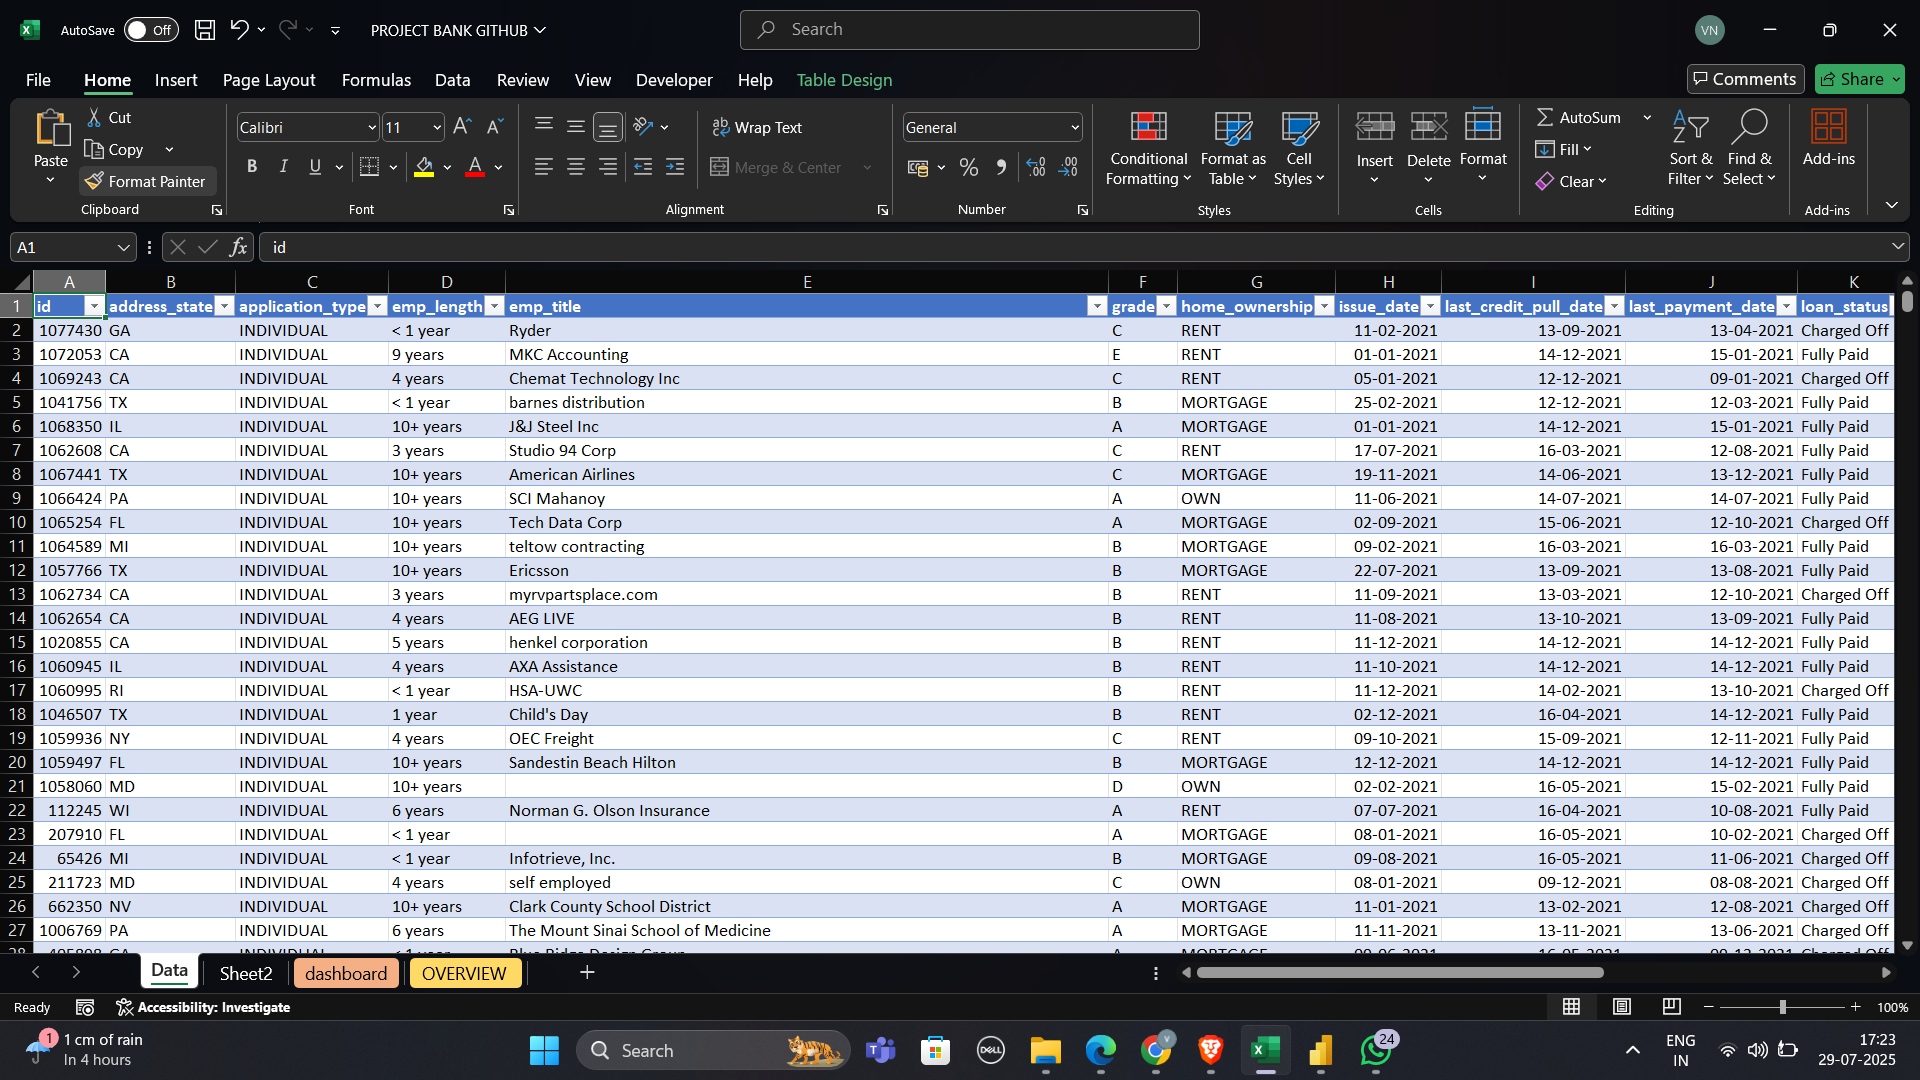 AutoSave Off PROJECT BANK GITHUB Search VN
File Home Insert Page Layout Formulas Data Review View Developer Help Table Design Comments Share
Paste Cut Copy Format Painter Clipboard
Calibri 11 B I U A Font
Wrap Text Merge & Center Alignment
General % Number
Conditional Formatting Format as Table Cell Styles Styles
Insert Delete Format Cells
AutoSum Fill Clear Sort & Filter Find & Select Editing
Add-ins Add-ins
A1 fx id
A B C D E F G H I J K
1 id address_state application_type emp_length emp_title grade home_ownership issue_date last_credit_pull_date last_payment_date loan_status
2 1077430 GA INDIVIDUAL < 1 year Ryder C RENT 11-02-2021 13-09-2021 13-04-2021 Charged Off
3 1072053 CA INDIVIDUAL 9 years MKC Accounting E RENT 01-01-2021 14-12-2021 15-01-2021 Fully Paid
4 1069243 CA INDIVIDUAL 4 years Chemat Technology Inc C RENT 05-01-2021 12-12-2021 09-01-2021 Charged Off
5 1041756 TX INDIVIDUAL < 1 year barnes distribution B MORTGAGE 25-02-2021 12-12-2021 12-03-2021 Fully Paid
6 1068350 IL INDIVIDUAL 10+ years J&J Steel Inc A MORTGAGE 01-01-2021 14-12-2021 15-01-2021 Fully Paid
7 1062608 CA INDIVIDUAL 3 years Studio 94 Corp C RENT 17-07-2021 16-03-2021 12-08-2021 Fully Paid
8 1067441 TX INDIVIDUAL 10+ years American Airlines C MORTGAGE 19-11-2021 14-06-2021 13-12-2021 Fully Paid
9 1066424 PA INDIVIDUAL 10+ years SCI Mahanoy A OWN 11-06-2021 14-07-2021 14-07-2021 Fully Paid
10 1065254 FL INDIVIDUAL 10+ years Tech Data Corp A MORTGAGE 02-09-2021 15-06-2021 12-10-2021 Charged Off
11 1064589 MI INDIVIDUAL 10+ years teltow contracting B MORTGAGE 09-02-2021 16-03-2021 16-03-2021 Fully Paid
12 1057766 TX INDIVIDUAL 10+ years Ericsson B MORTGAGE 22-07-2021 13-09-2021 13-08-2021 Fully Paid
13 1062734 CA INDIVIDUAL 3 years myrvpartsplace.com B RENT 11-09-2021 13-03-2021 12-10-2021 Charged Off
14 1062654 CA INDIVIDUAL 4 years AEG LIVE B RENT 11-08-2021 13-10-2021 13-09-2021 Fully Paid
15 1020855 CA INDIVIDUAL 5 years henkel corporation B RENT 11-12-2021 14-12-2021 14-12-2021 Fully Paid
16 1060945 IL INDIVIDUAL 4 years AXA Assistance B RENT 11-10-2021 14-12-2021 14-12-2021 Fully Paid
17 1060995 RI INDIVIDUAL < 1 year HSA-UWC B RENT 11-12-2021 14-02-2021 13-10-2021 Charged Off
18 1046507 TX INDIVIDUAL 1 year Child's Day B RENT 02-12-2021 16-04-2021 14-12-2021 Fully Paid
19 1059936 NY INDIVIDUAL 4 years OEC Freight C RENT 09-10-2021 15-09-2021 12-11-2021 Fully Paid
20 1059497 FL INDIVIDUAL 10+ years Sandestin Beach Hilton B MORTGAGE 12-12-2021 14-12-2021 14-12-2021 Fully Paid
21 1058060 MD INDIVIDUAL 10+ years D OWN 02-02-2021 16-05-2021 15-02-2021 Fully Paid
22 112245 WI INDIVIDUAL 6 years Norman G. Olson Insurance A RENT 07-07-2021 16-04-2021 10-08-2021 Fully Paid
23 207910 FL INDIVIDUAL < 1 year A MORTGAGE 08-01-2021 16-05-2021 10-02-2021 Charged Off
24 65426 MI INDIVIDUAL < 1 year Infotrieve, Inc. B MORTGAGE 09-08-2021 16-05-2021 11-06-2021 Charged Off
25 211723 MD INDIVIDUAL 4 years self employed C OWN 08-01-2021 09-12-2021 08-08-2021 Charged Off
26 662350 NV INDIVIDUAL 10+ years Clark County School District A MORTGAGE 11-01-2021 13-02-2021 12-08-2021 Charged Off
27 1006769 PA INDIVIDUAL 6 years The Mount Sinai School of Medicine A MORTGAGE 11-11-2021 13-11-2021 13-06-2021 Charged Off
Data Sheet2 dashboard OVERVIEW
Ready Accessibility: Investigate 100%
1 1 cm of rain
In 4 hours
Search DELL 24
ENG
IN
17:23
29-07-2025